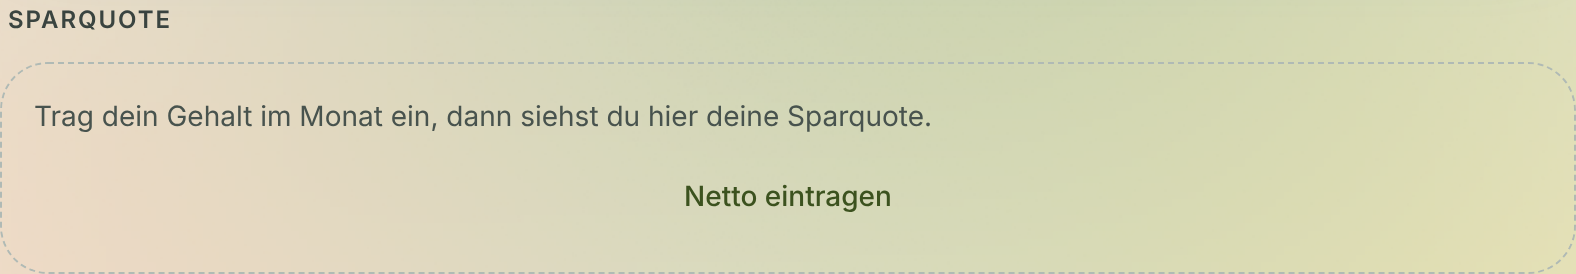 SPARQUOTE
Trag dein Gehalt im Monat ein, dann siehst du hier deine Sparquote.
Netto eintragen